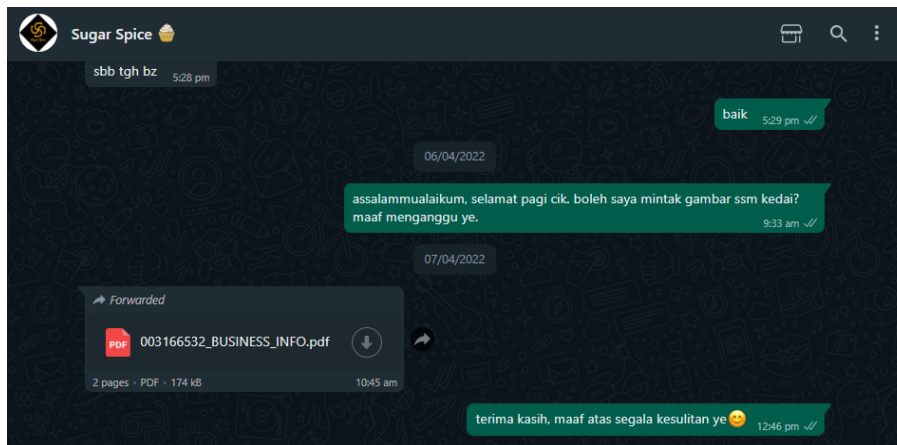 Sugar Spice 🧁
sbb tgh bz 5:28 pm
baik 5:29 pm
06/04/2022
assalammualaikum, selamat pagi cik. boleh saya mintak gambar ssm kedai?
maaf menganggu ye.
9:33 am
07/04/2022
Forwarded
PDF 003166532_BUSINESS_INFO.pdf
2 pages • PDF • 174 kB 10:45 am
terima kasih, maaf atas segala kesulitan ye😊 12:46 pm